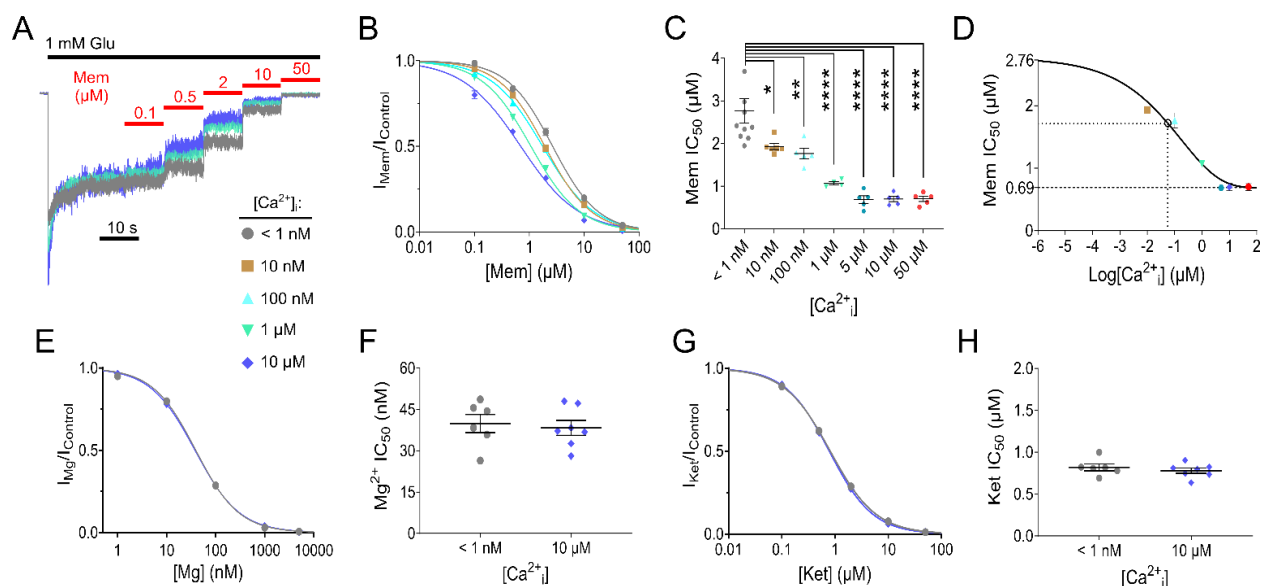 A
1 mM Glu
Mem
(µM)
0.1
0.5
2
10
50
10 s
[Ca²⁺]ᵢ:
< 1 nM
10 nM
100 nM
1 µM
10 µM
B
I_Mem/I_Control
1.0
0.5
0.0
0.01 0.1 1 10 100
[Mem] (µM)
C
Mem IC₅₀ (µM)
4
3
2
1
0
*
**
****
****
****
****
< 1 nM
10 nM
100 nM
1 µM
5 µM
10 µM
50 µM
[Ca²⁺ᵢ]
D
Mem IC₅₀ (µM)
2.76
2
1
0.69
0
-6 -5 -4 -3 -2 -1 0 1 2
Log[Ca²⁺ᵢ] (µM)
E
I_Mg/I_Control
1.0
0.5
0.0
1 10 100 1000 10000
[Mg] (nM)
F
Mg²⁺ IC₅₀ (nM)
60
45
30
15
0
< 1 nM 10 µM
[Ca²⁺ᵢ]
G
I_Ket/I_Control
1.0
0.5
0.0
0.01 0.1 1 10 100
[Ket] (µM)
H
Ket IC₅₀ (µM)
2.0
1.5
1.0
0.5
0.0
< 1 nM 10 µM
[Ca²⁺ᵢ]